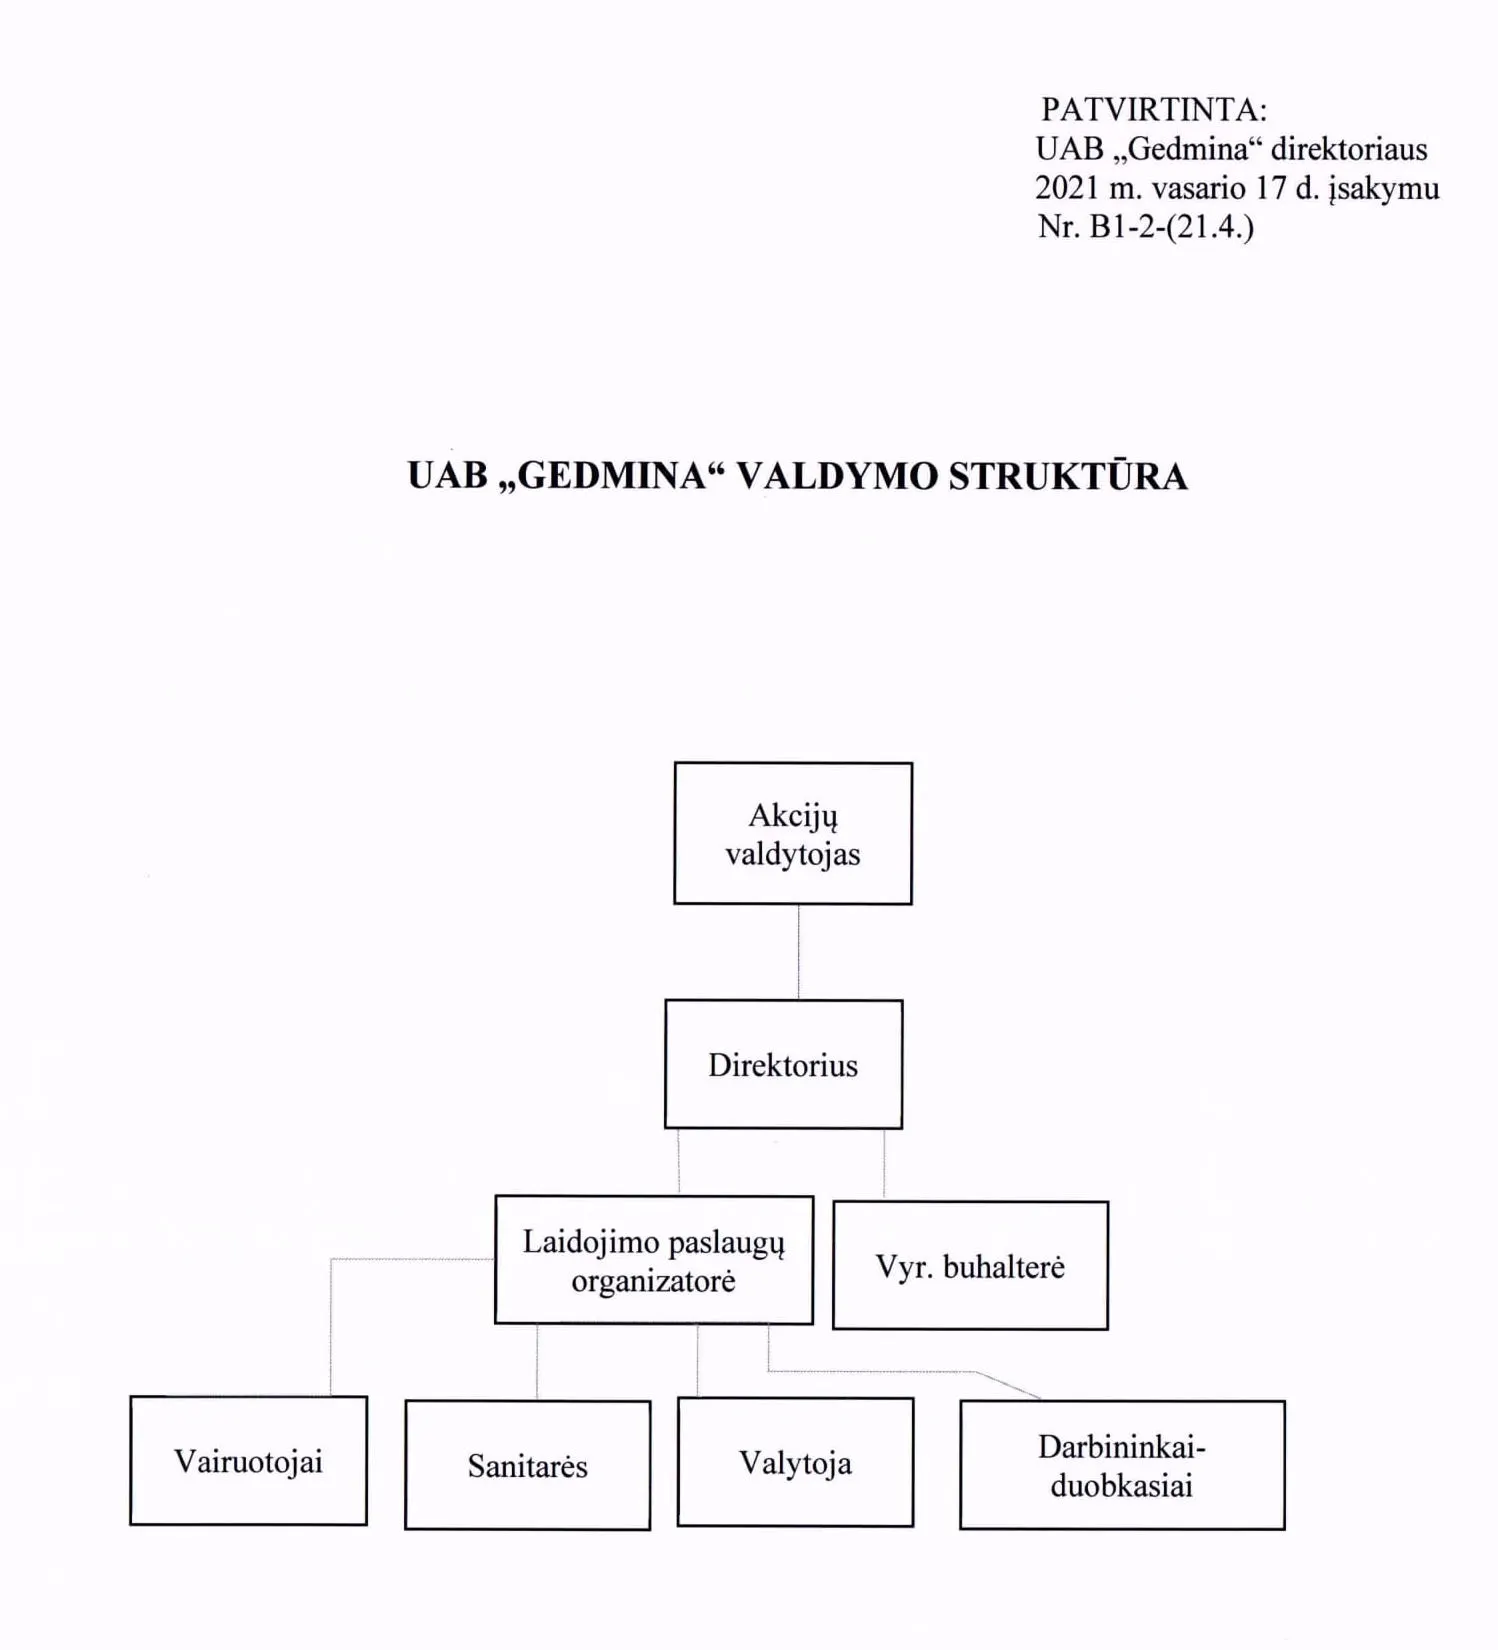 PATVIRTINTA:
UAB „Gedmina“ direktoriaus
2021 m. vasario 17 d. įsakymu
Nr. B1-2-(21.4.)
UAB „GEDMINA“ VALDYMO STRUKTŪRA
Akcijų
valdytojas
Direktorius
Laidojimo paslaugų
organizatorė
Vyr. buhalterė
Vairuotojai
Sanitarės
Valytoja
Darbininkai-
duobkasiai